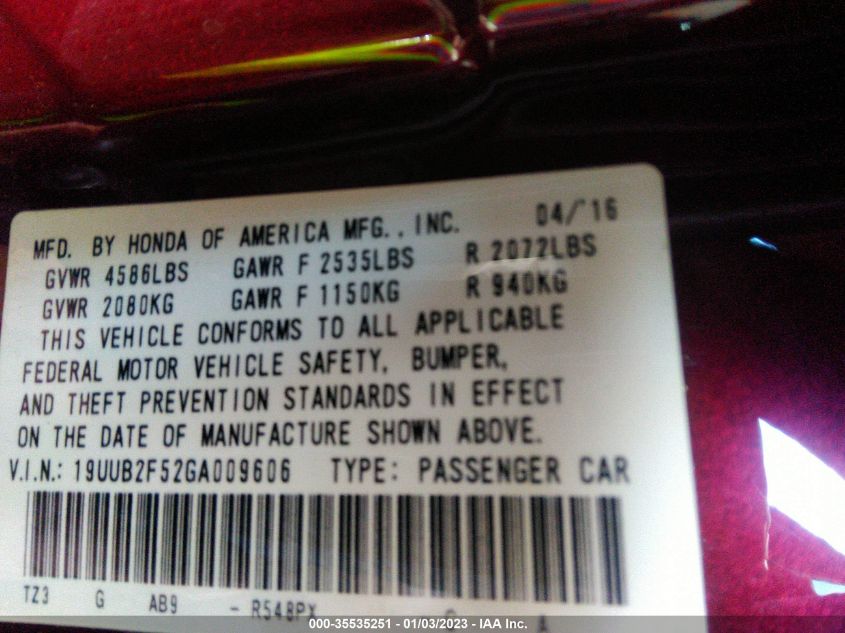 MFD. BY HONDA OF AMERICA MFG., INC. 04/'16
GVWR 4586LBS GAWR F 2535LBS R 2072LBS
GVWR 2080KG GAWR F 1150KG R 940KG
THIS VEHICLE CONFORMS TO ALL APPLICABLE
FEDERAL MOTOR VEHICLE SAFETY, BUMPER,
AND THEFT PREVENTION STANDARDS IN EFFECT
ON THE DATE OF MANUFACTURE SHOWN ABOVE.
V.I.N.: 19UUB2F52GA009606 TYPE: PASSENGER CAR
TZ3 G AB9 - R548PX
000-35535251 - 01/03/2023 - IAA Inc.